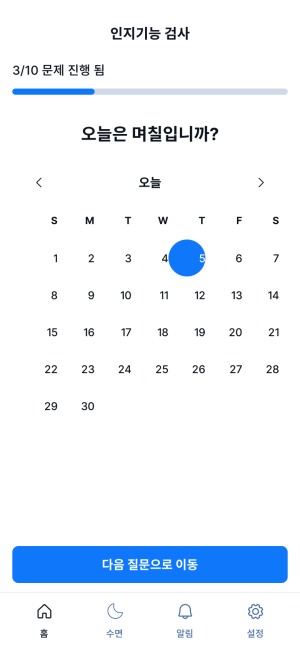 인지기능 검사
3/10 문제 진행 됨
오늘은 며칠입니까?
오늘
S M T W T F S
1 2 3 4 5 6 7
8 9 10 11 12 13 14
15 16 17 18 19 20 21
22 23 24 25 26 27 28
29 30
다음 질문으로 이동
홈 수면 알림 설정